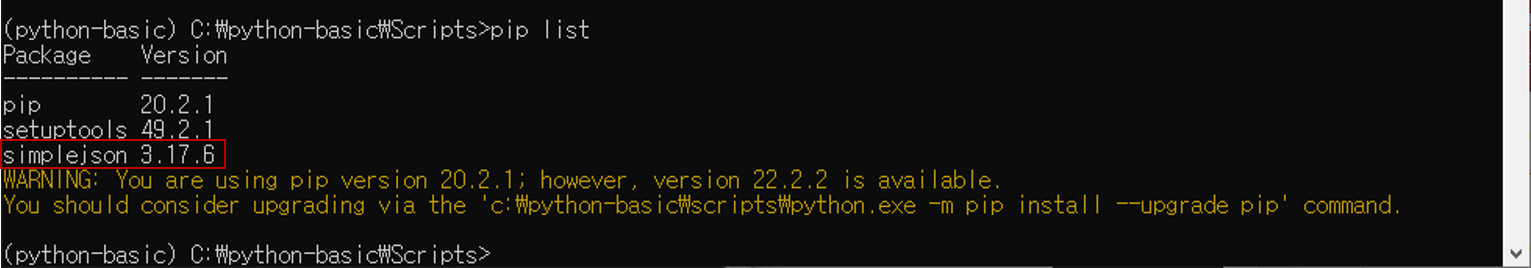 (python-basic) C:₩python-basic₩Scripts>pip list
Package    Version
---------- -------
pip        20.2.1
setuptools 49.2.1
simplejson 3.17.6
WARNING: You are using pip version 20.2.1; however, version 22.2.2 is available.
You should consider upgrading via the 'c:₩python-basic₩scripts₩python.exe -m pip install --upgrade pip' command.
(python-basic) C:₩python-basic₩Scripts>